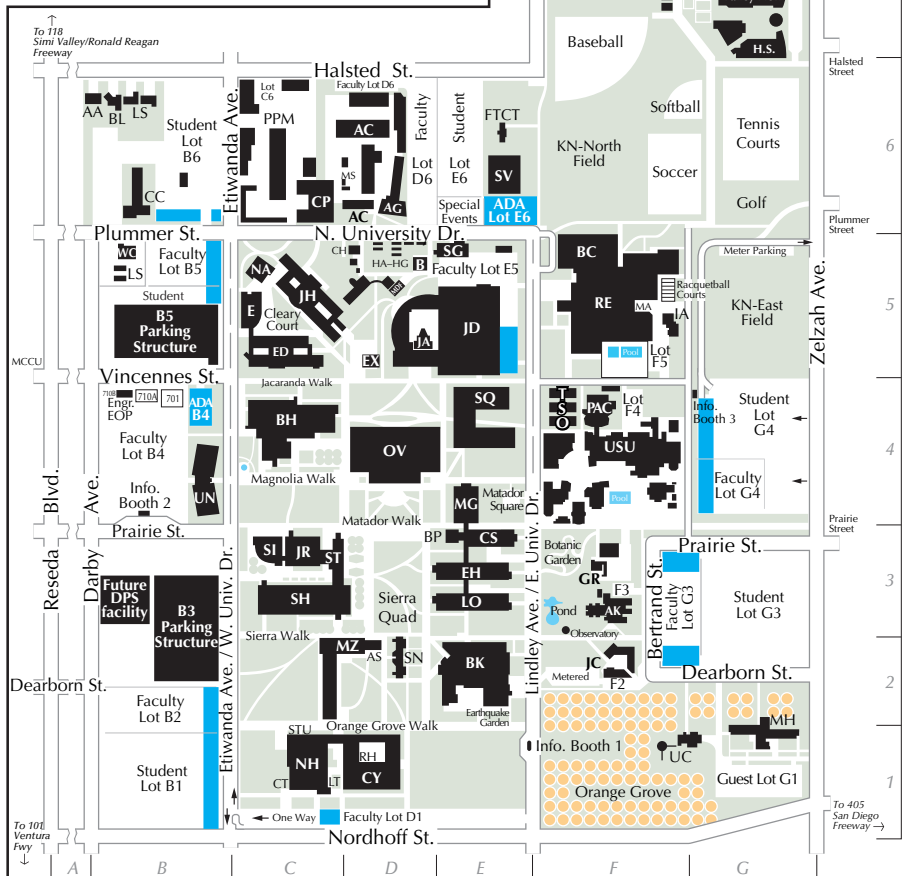 To 118
Simi Valley/Ronald Reagan
Freeway
Halsted St.
Baseball
H.S.
Halsted
Street
AA
BL
LS
Student
Lot
B6
CC
Etiwanda Ave.
Lot
C6
PPM
CP
Faculty Lot D6
AC
MS
AC
AG
Faculty
Lot
D6
Student
Lot
E6
FTCT
SV
Special
Events
ADA
Lot E6
KN-North
Field
Softball
Soccer
Tennis
Courts
Golf
6
Plummer St.
N. University Dr.
Plummer
Street
Meter Parking
WC
LS
Faculty
Lot B5
Student
B5
Parking
Structure
NA
JH
E
Cleary
Court
ED
CH
HA–HG
B
SG
Faculty Lot E5
JA
JD
EX
BC
RE
MA
Racquetball
Courts
IA
Pool
Lot
F5
KN-East
Field
Zelzah Ave.
5
MCCU
Vincennes St.
Jacaranda Walk
710B
710A
701
Engr.
EOP
ADA
B4
Faculty
Lot B4
UN
Info.
Booth 2
BH
Magnolia Walk
OV
SQ
MG
Matador
Square
Matador Walk
T
S
O
PAC
Lot
F4
USU
Pool
Info.
Booth 3
Student
Lot
G4
Faculty
Lot G4
4
Prairie
Street
Prairie St.
Reseda Blvd.
Darby Ave.
Future
DPS
facility
B3
Parking
Structure
Etiwanda Ave. / W. Univ. Dr.
SI
JR
ST
SH
Sierra Walk
Sierra
Quad
BP
CS
EH
LO
Lindley Ave. / E. Univ. Dr.
Botanic
Garden
GR
F3
AK
Pond
Observatory
Prairie St.
Bertrand St.
Faculty
Lot G3
Student
Lot G3
3
MZ
AS
SN
BK
Earthquake
Garden
JC
Metered
F2
Dearborn St.
Dearborn St.
2
Faculty
Lot B2
Orange Grove Walk
STU
NH
CT
LT
RH
CY
Student
Lot B1
Info. Booth 1
UC
MH
Orange Grove
Guest Lot G1
1
One Way
Faculty Lot D1
Nordhoff St.
To 101
Ventura
Fwy
To 405
San Diego
Freeway
A
B
C
D
E
F
G